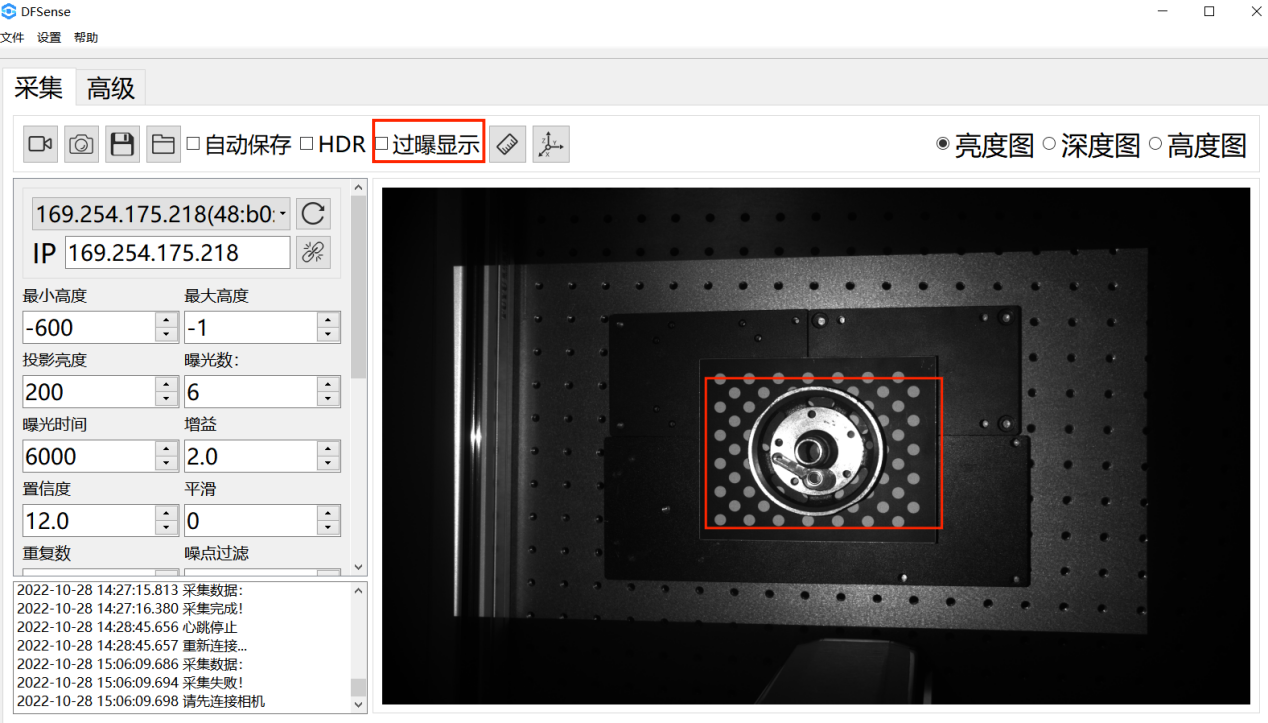 DFSense
文件 设置 帮助
采集 高级
自动保存 HDR 过曝显示 亮度图 深度图 高度图
169.254.175.218(48:b0:
IP 169.254.175.218
最小高度 最大高度
-600 -1
投影亮度 曝光数:
200 6
曝光时间 增益
6000 2.0
置信度 平滑
12.0 0
重复数 噪点过滤
2022-10-28 14:27:15.813 采集数据:
2022-10-28 14:27:16.380 采集完成!
2022-10-28 14:28:45.656 心跳停止
2022-10-28 14:28:45.657 重新连接...
2022-10-28 15:06:09.686 采集数据:
2022-10-28 15:06:09.694 采集失败!
2022-10-28 15:06:09.698 请先连接相机